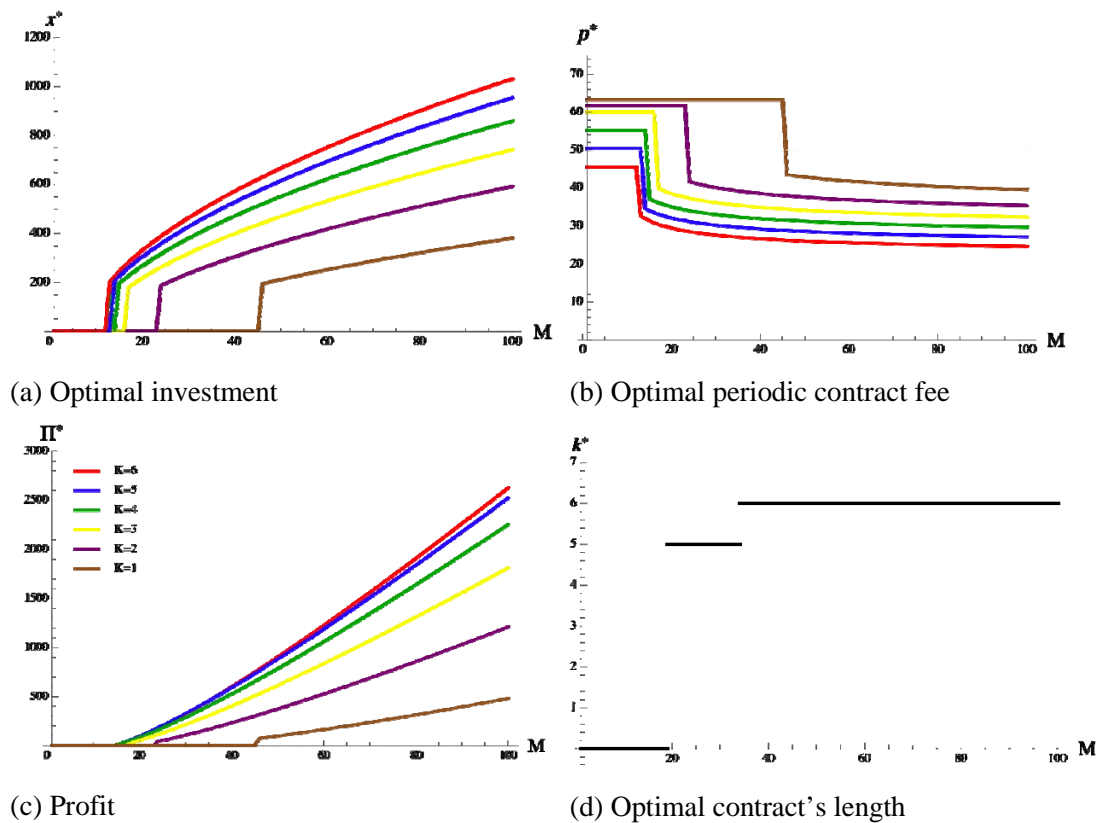 x*
1200
1000
800
600
400
200
0 20 40 60 80 100 M
(a) Optimal investment
p*
70
60
50
40
30
20
10
0 20 40 60 80 100 M
(b) Optimal periodic contract fee
Π*
3000
2500
2000
1500
1000
500
K=6
K=5
K=4
K=3
K=2
K=1
0 20 40 60 80 100 M
(c) Profit
k*
7
6
5
4
3
2
1
20 40 60 80 100 M
(d) Optimal contract's length